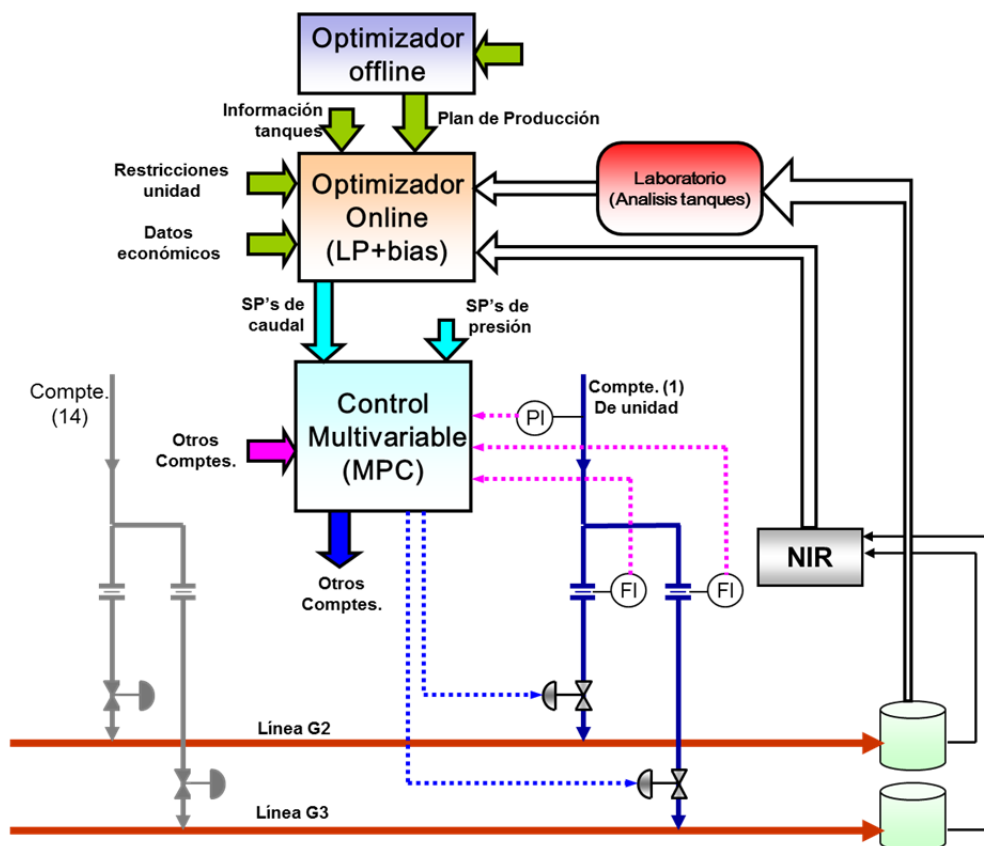 Optimizador
offline
Información
tanques
Plan de Producción
Restricciones
unidad
Optimizador
Online
(LP+bias)
Laboratorio
(Analisis tanques)
Datos
económicos
SP's de
caudal
SP's de
presión
Compte.
(14)
Control
Multivariable
(MPC)
PI
Compte. (1)
De unidad
Otros
Comptes.
NIR
Otros
Comptes.
FI
FI
Línea G2
Línea G3